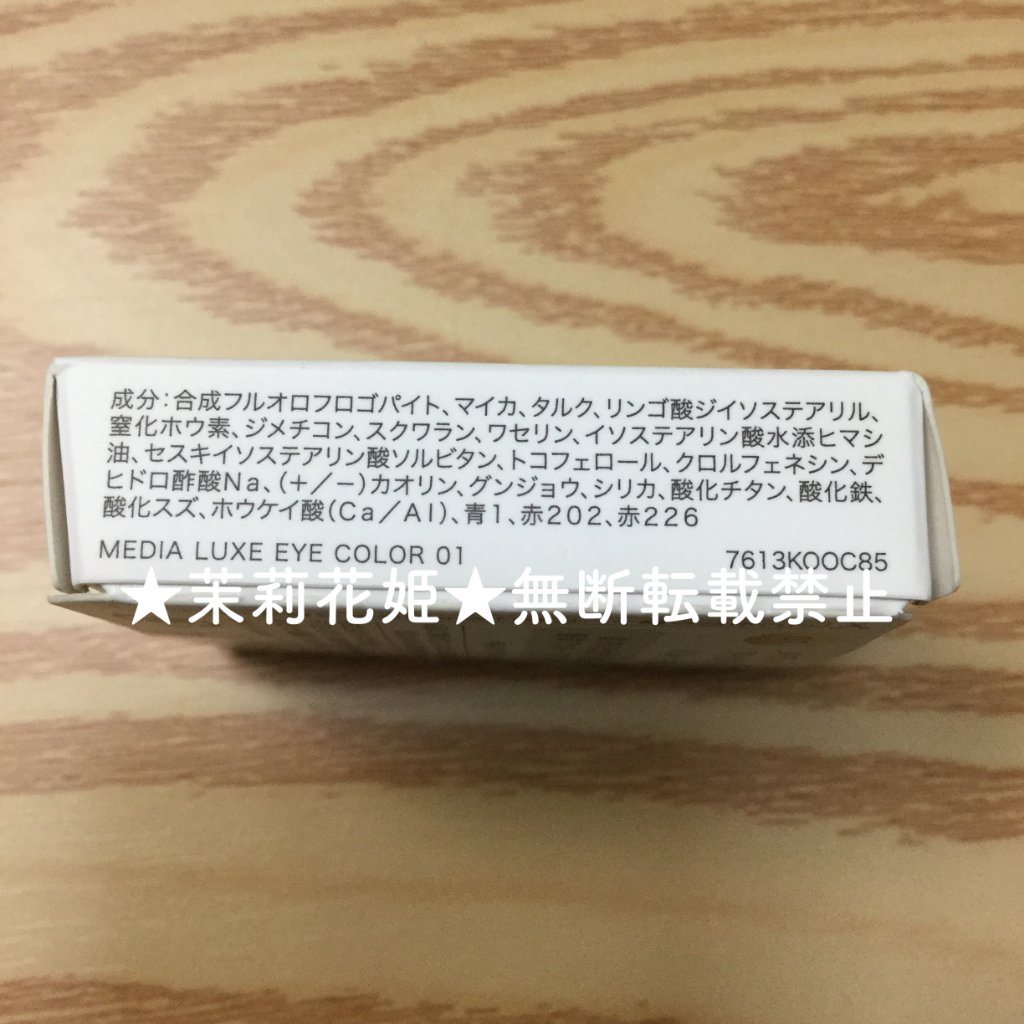 成分:合成フルオロフロゴパイト、マイカ、タルク、リンゴ酸ジイソステアリル、
窒化ホウ素、ジメチコン、スクワラン、ワセリン、イソステアリン酸水添ヒマシ
油、セスキイソステアリン酸ソルビタン、トコフェロール、クロルフェネシン、デ
ヒドロ酢酸Na、(+/−)カオリン、グンジョウ、シリカ、酸化チタン、酸化鉄、
酸化スズ、ホウケイ酸(Ca/Al)、青1、赤202、赤226
MEDIA LUXE EYE COLOR 01
7613KOOC85
★茉莉花姫★無断転載禁止